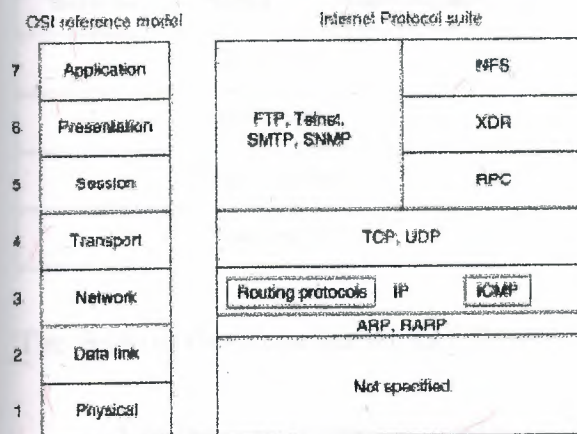 OSI reference model
Internet Protocol suite
7 Application
6 Presentation
5 Session
4 Transport
3 Network
2 Data link
1 Physical
FTP, Telnet,
SMTP, SNMP
NFS
XDR
RPC
TCP, UDP
Routing protocols IP ICMP
ARP, RARP
Not specified